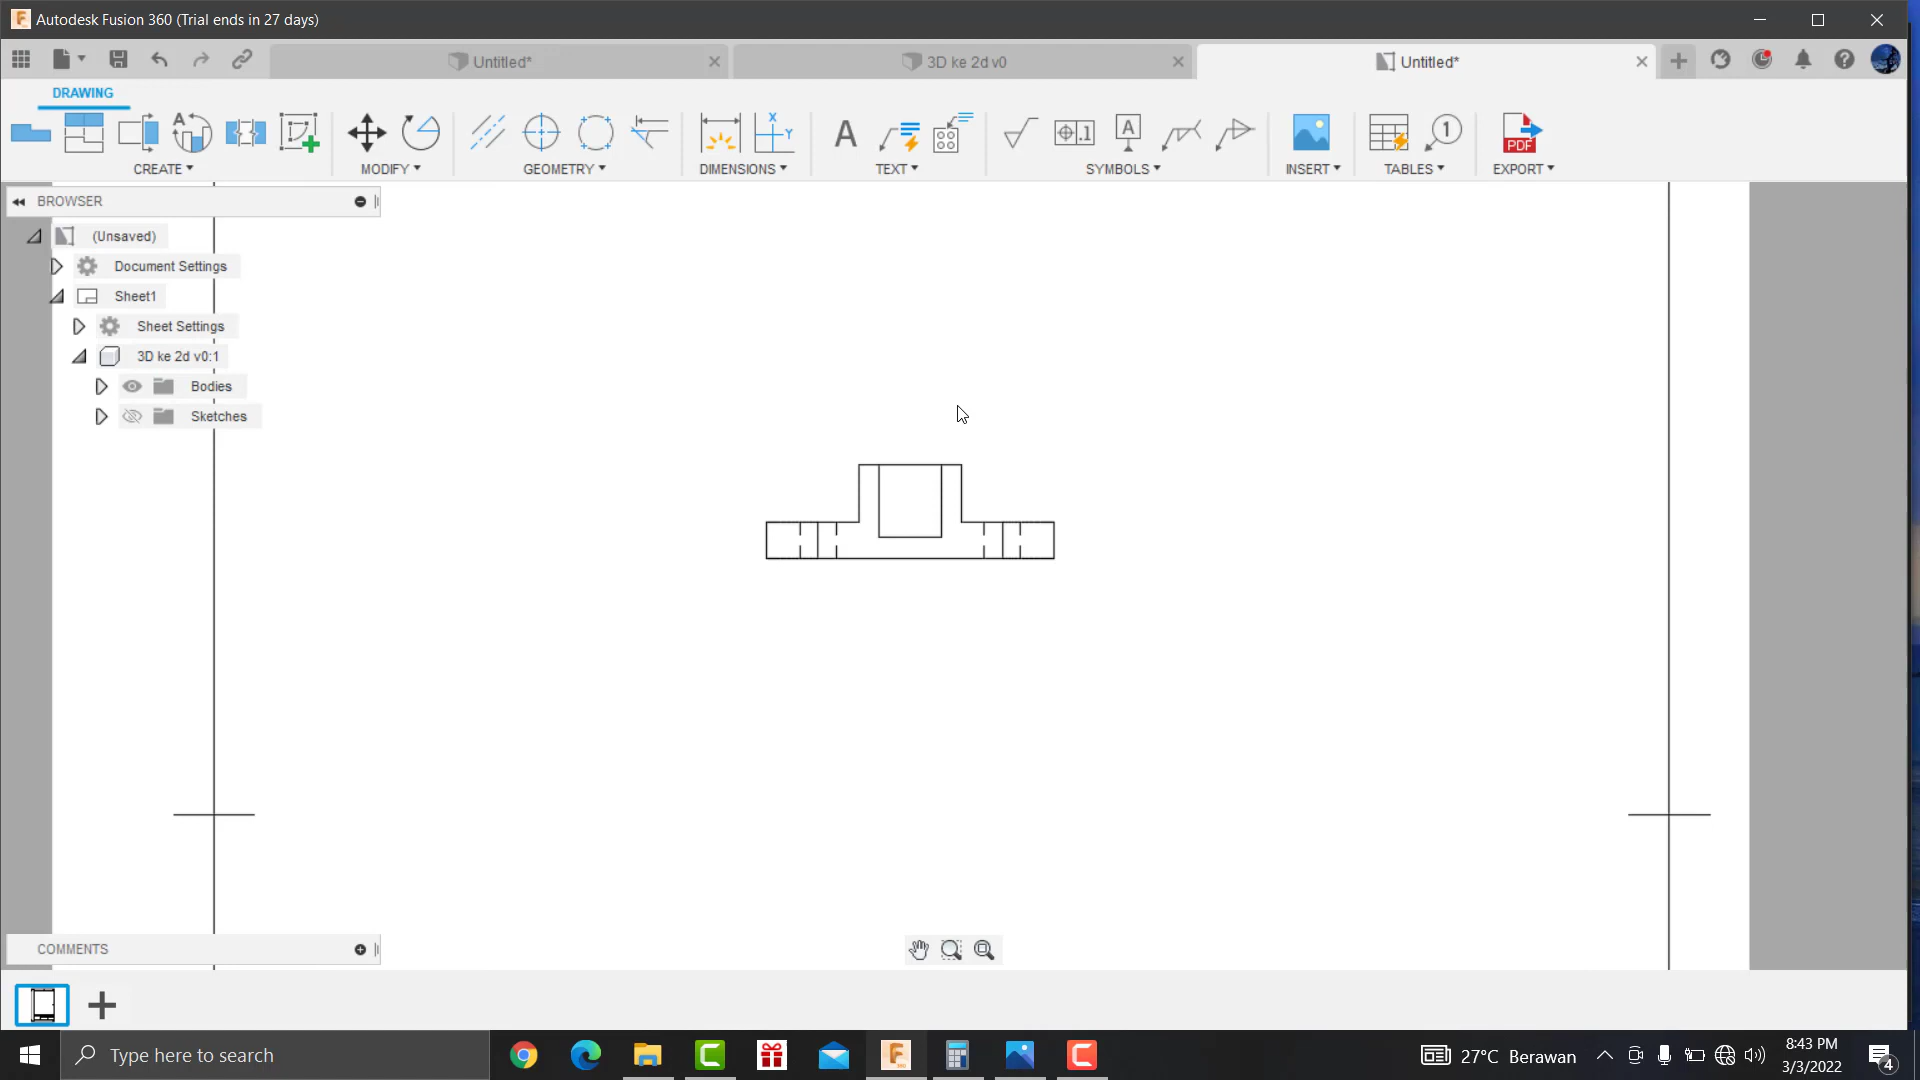 Autodesk Fusion 360 (Trial ends in 27 days)
Untitled*
3D ke 2d v0
Untitled*
DRAWING
CREATE
MODIFY
GEOMETRY
DIMENSIONS
TEXT
SYMBOLS
INSERT
TABLES
EXPORT
BROWSER
(Unsaved)
Document Settings
Sheet1
Sheet Settings
3D ke 2d v0:1
Bodies
Sketches
COMMENTS
Type here to search
27°C Berawan
8:43 PM
3/3/2022
4